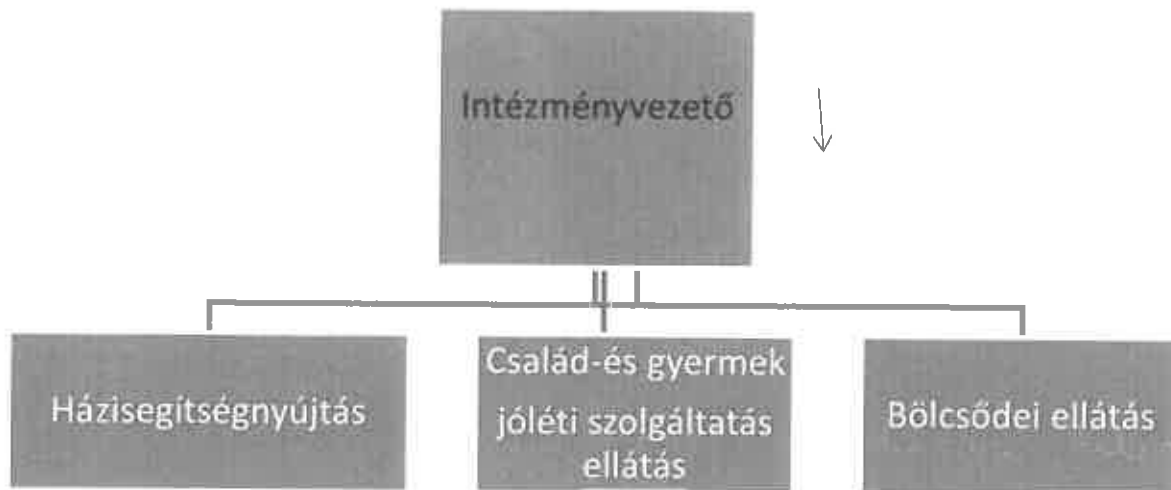 Intézményvezető
Házisegítségnyújtás
Család-és gyermek
jóléti szolgáltatás
ellátás
Bölcsődei ellátás